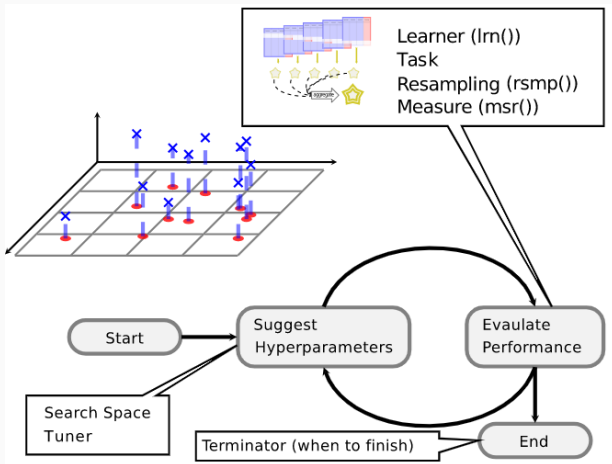 Learner (lrn())
Task
Resampling (rsmp())
Measure (msr())
aggregate
Start
Suggest
Hyperparameters
Evaulate
Performance
Search Space
Tuner
Terminator (when to finish)
End